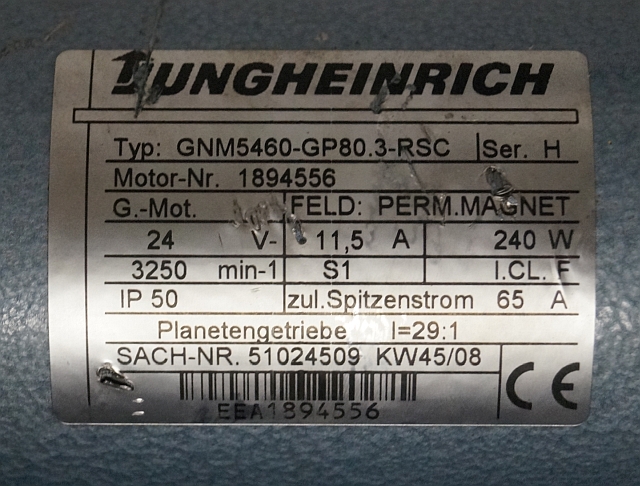 JUNGHEINRICH
Typ: GNM5460-GP80.3-RSC Ser. H
Motor-Nr. 1894556
G.-Mot. FELD: PERM.MAGNET
24 V- 11,5 A 240 W
3250 min-1 S1 I.CL. F
IP 50 zul.Spitzenstrom 65 A
Planetengetriebe I=29:1
SACH-NR. 51024509 KW45/08
EEA1894556
CE